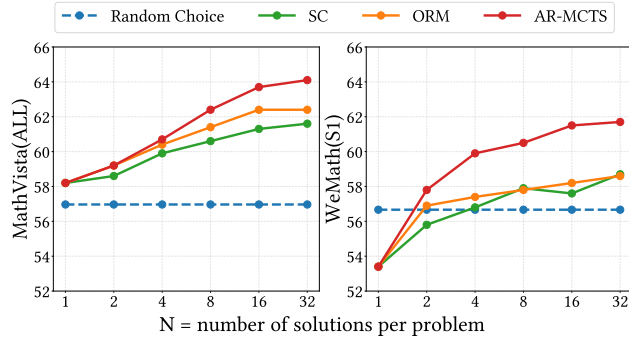 Random Choice SC ORM AR-MCTS
MathVista(ALL)
66
64
62
60
58
56
54
52
1 2 4 8 16 32
WeMath(S1)
66
64
62
60
58
56
54
52
1 2 4 8 16 32
N = number of solutions per problem